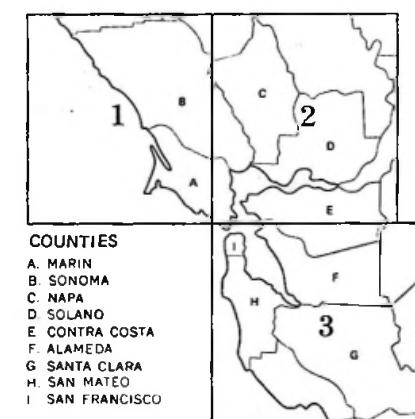 1
B
A
C
2
D
E
COUNTIES
A. MARIN
B. SONOMA
C. NAPA
D. SOLANO
E CONTRA COSTA
F. ALAMEDA
G SANTA CLARA
H. SAN MATEO
I SAN FRANCISCO
I
F
H
3
G